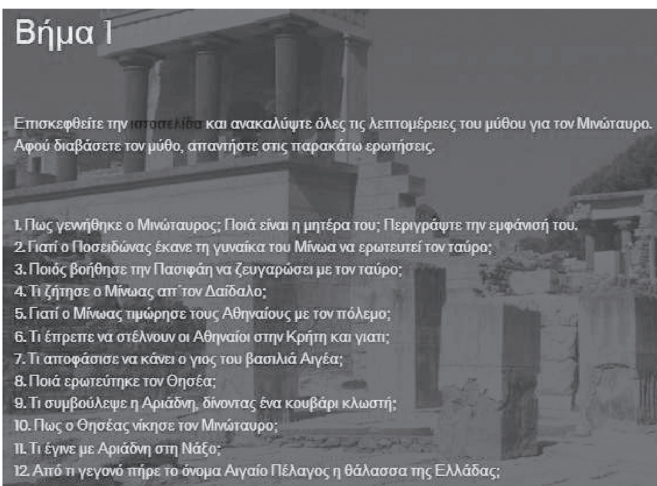 Βήμα 1
Επισκεφθείτε την ιστοσελίδα και ανακαλύψτε όλες τις λεπτομέρειες του μύθου για τον Μινώταυρο.
Αφού διαβάσετε τον μύθο, απαντήστε στις παρακάτω ερωτήσεις.
1. Πως γεννήθηκε ο Μινώταυρος; Ποιά είναι η μητέρα του; Περιγράψτε την εμφάνισή του.
2. Γιατί ο Ποσειδώνας έκανε τη γυναίκα του Μίνωα να ερωτευτεί τον ταύρο;
3. Ποιός βοήθησε την Πασιφάη να ζευγαρώσει με τον ταύρο;
4. Τι ζήτησε ο Μίνωας απ΄τον Δαίδαλο;
5. Γιατί ο Μίνωας τιμώρησε τους Αθηναίους με τον πόλεμο;
6. Τι έπρεπε να στέλνουν οι Αθηναίοι στην Κρήτη και γιατι;
7. Τι αποφάσισε να κάνει ο γιος του βασιλιά Αιγέα;
8. Ποιά ερωτεύτηκε τον Θησέα;
9. Τι συμβούλεψε η Αριάδνη, δίνοντας ένα κουβάρι κλωστή;
10. Πως ο Θησέας νίκησε τον Μινώταυρο;
11. Τι έγινε με Αριάδνη στη Νάξο;
12. Από τι γεγονό πήρε το όνομα Αιγαίο Πέλαγος η θάλασσα της Ελλάδας;